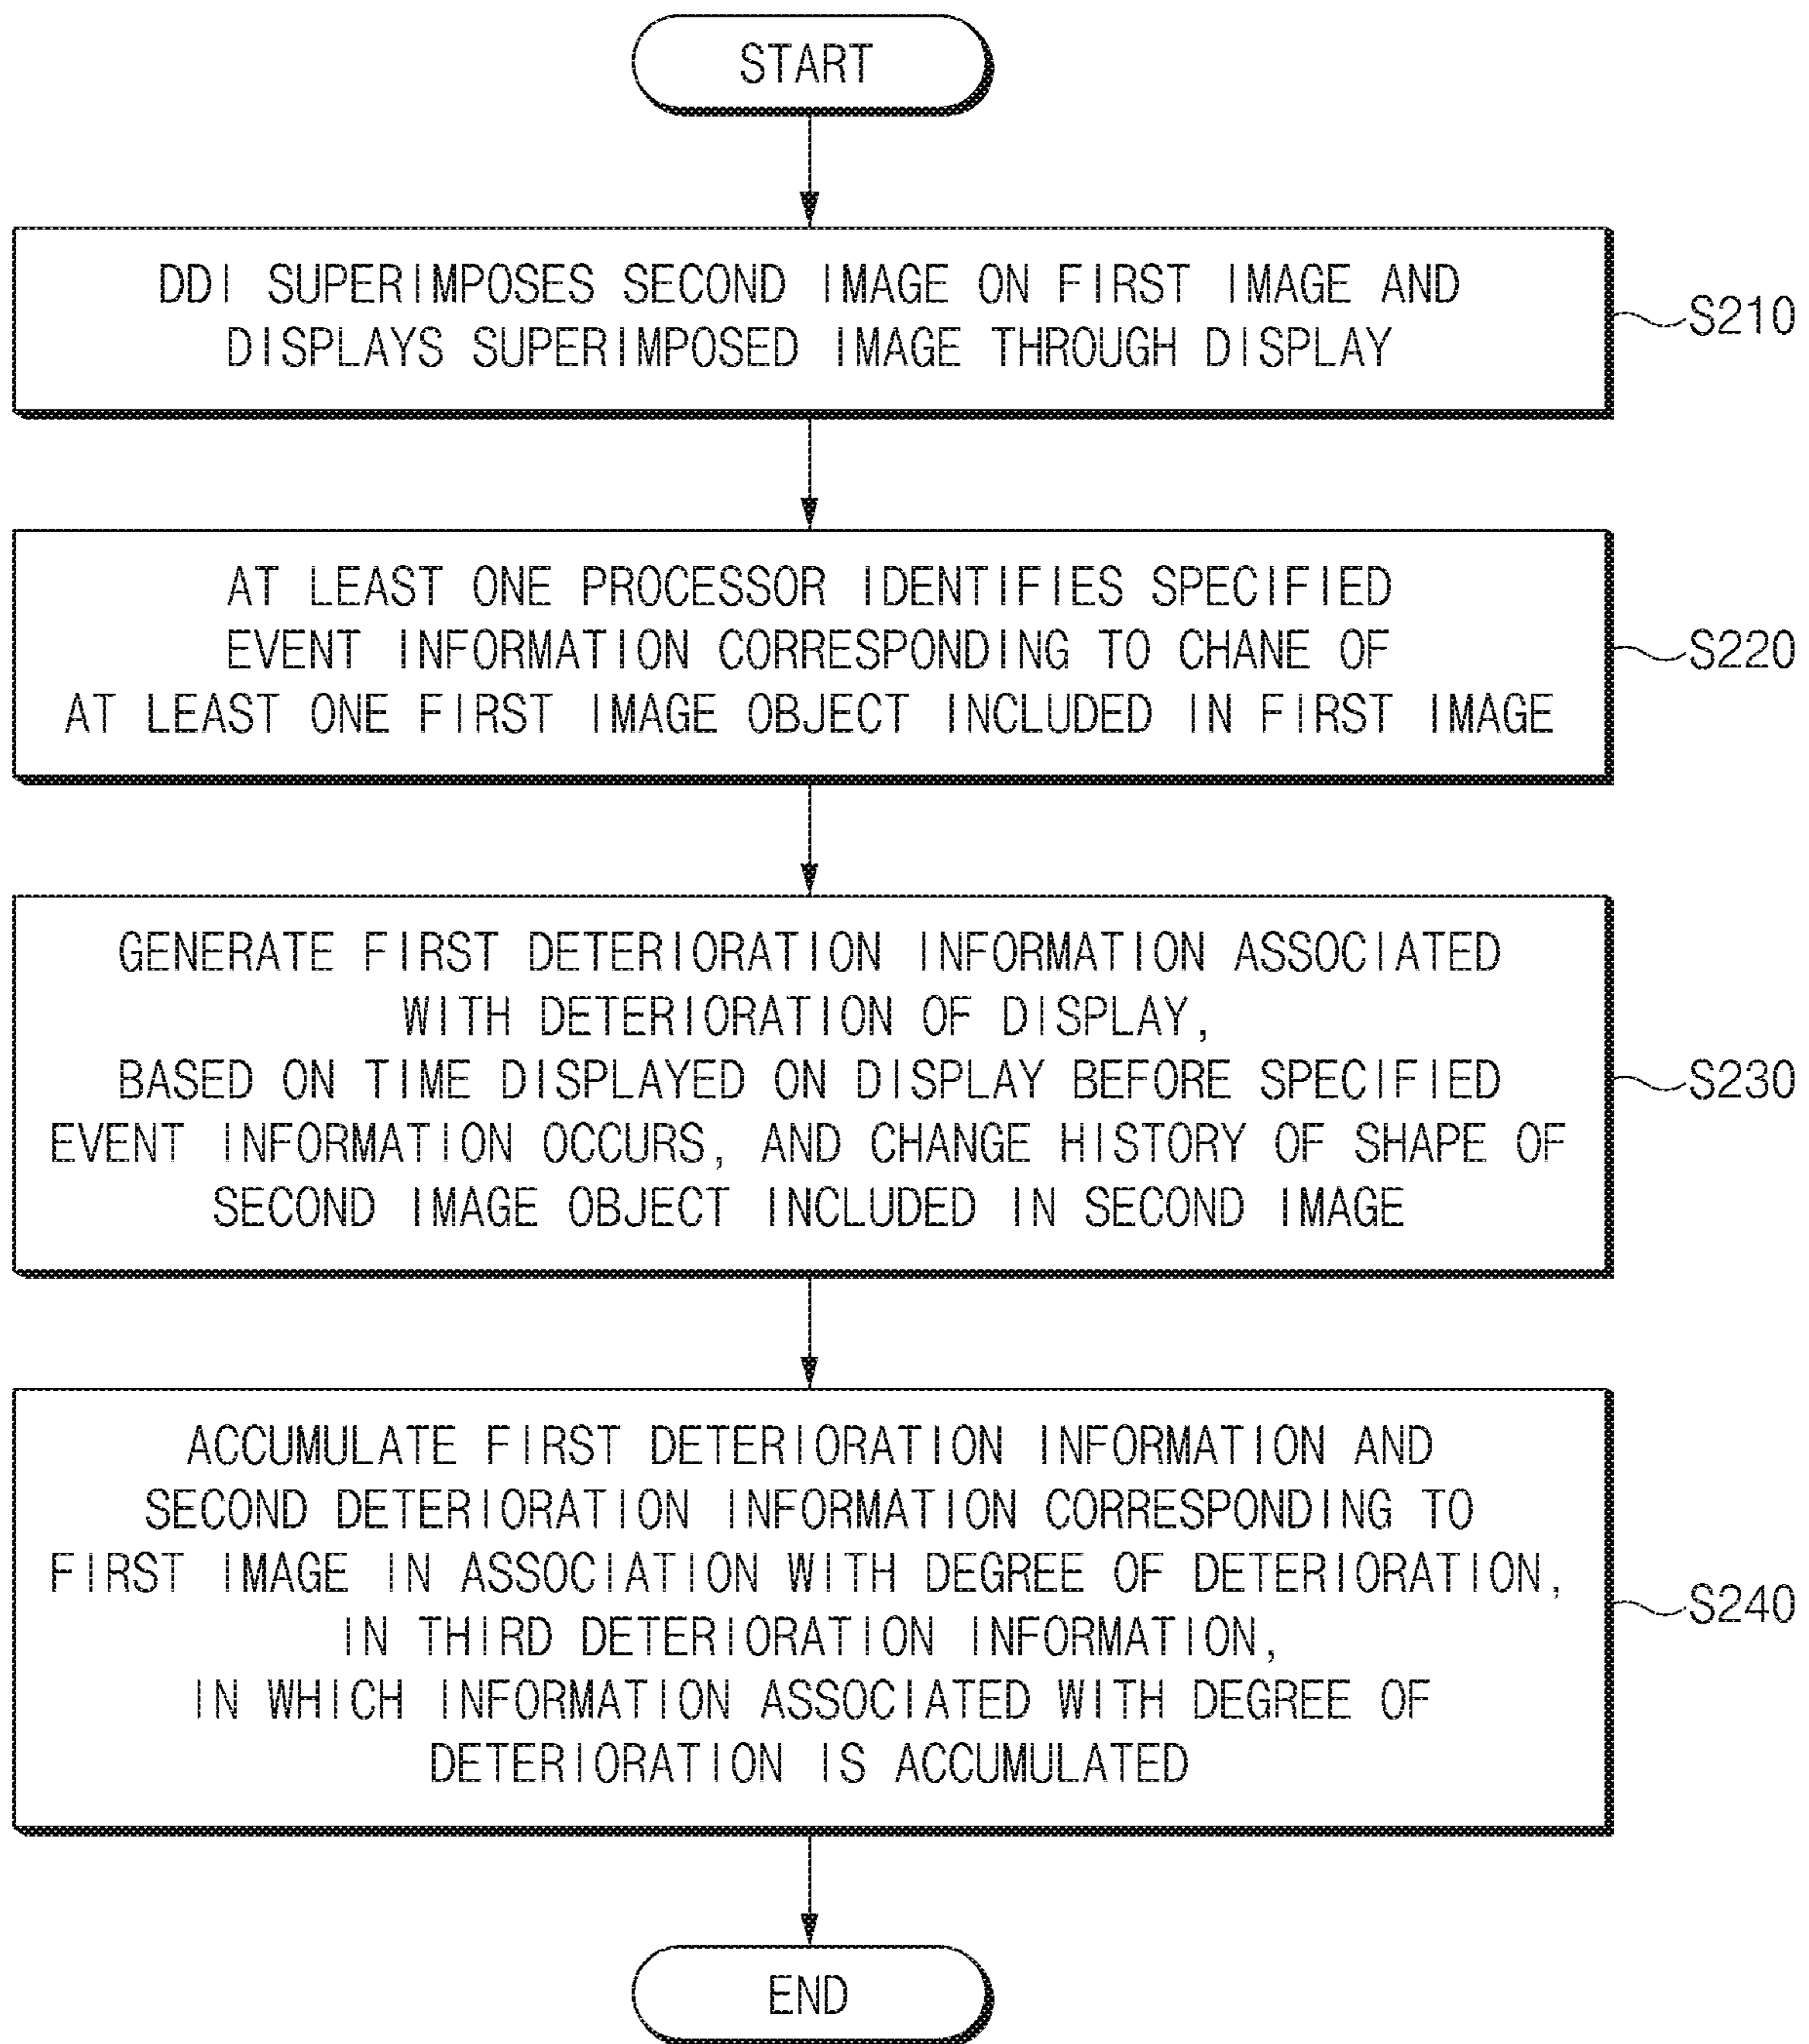 START
DDI SUPERIMPOSES SECOND IMAGE ON FIRST IMAGE AND
DISPLAYS SUPERIMPOSED IMAGE THROUGH DISPLAY
S210
AT LEAST ONE PROCESSOR IDENTIFIES SPECIFIED
EVENT INFORMATION CORRESPONDING TO CHANE OF
AT LEAST ONE FIRST IMAGE OBJECT INCLUDED IN FIRST IMAGE
S220
GENERATE FIRST DETERIORATION INFORMATION ASSOCIATED
WITH DETERIORATION OF DISPLAY,
BASED ON TIME DISPLAYED ON DISPLAY BEFORE SPECIFIED
EVENT INFORMATION OCCURS, AND CHANGE HISTORY OF SHAPE OF
SECOND IMAGE OBJECT INCLUDED IN SECOND IMAGE
S230
ACCUMULATE FIRST DETERIORATION INFORMATION AND
SECOND DETERIORATION INFORMATION CORRESPONDING TO
FIRST IMAGE IN ASSOCIATION WITH DEGREE OF DETERIORATION,
IN THIRD DETERIORATION INFORMATION,
IN WHICH INFORMATION ASSOCIATED WITH DEGREE OF
DETERIORATION IS ACCUMULATED
S240
END